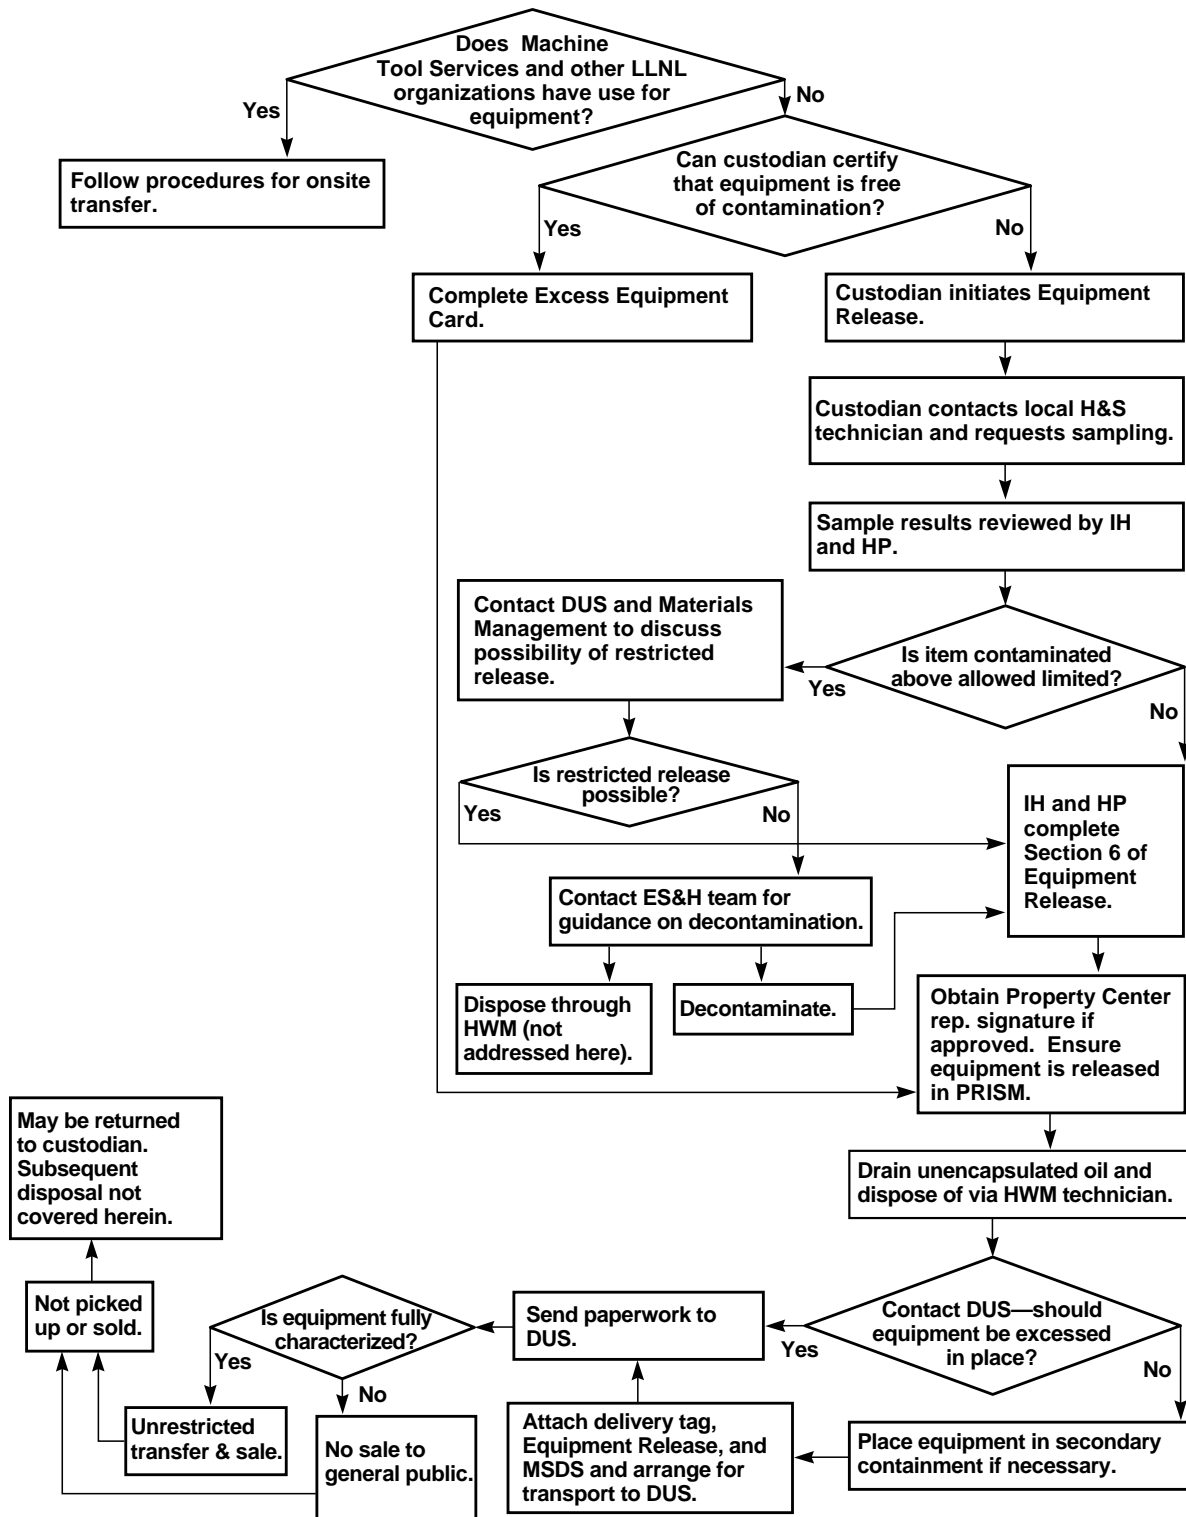 Does Machine
Tool Services and other LLNL
organizations have use for
equipment?
Yes
No
Follow procedures for onsite
transfer.
Can custodian certify
that equipment is free
of contamination?
Yes
No
Complete Excess Equipment
Card.
Custodian initiates Equipment
Release.
Custodian contacts local H&S
technician and requests sampling.
Sample results reviewed by IH
and HP.
Contact DUS and Materials
Management to discuss
possibility of restricted
release.
Is item contaminated
above allowed limited?
Yes
No
Is restricted release
possible?
Yes
No
IH and HP
complete
Section 6 of
Equipment
Release.
Contact ES&H team for
guidance on decontamination.
Dispose through
HWM (not
addressed here).
Decontaminate.
Obtain Property Center
rep. signature if
approved. Ensure
equipment is released
in PRISM.
May be returned
to custodian.
Subsequent
disposal not
covered herein.
Drain unencapsulated oil and
dispose of via HWM technician.
Not picked
up or sold.
Is equipment fully
characterized?
Send paperwork to
DUS.
Contact DUS—should
equipment be excessed
in place?
Yes
No
Yes
No
Unrestricted
transfer & sale.
No sale to
general public.
Attach delivery tag,
Equipment Release, and
MSDS and arrange for
transport to DUS.
Place equipment in secondary
containment if necessary.